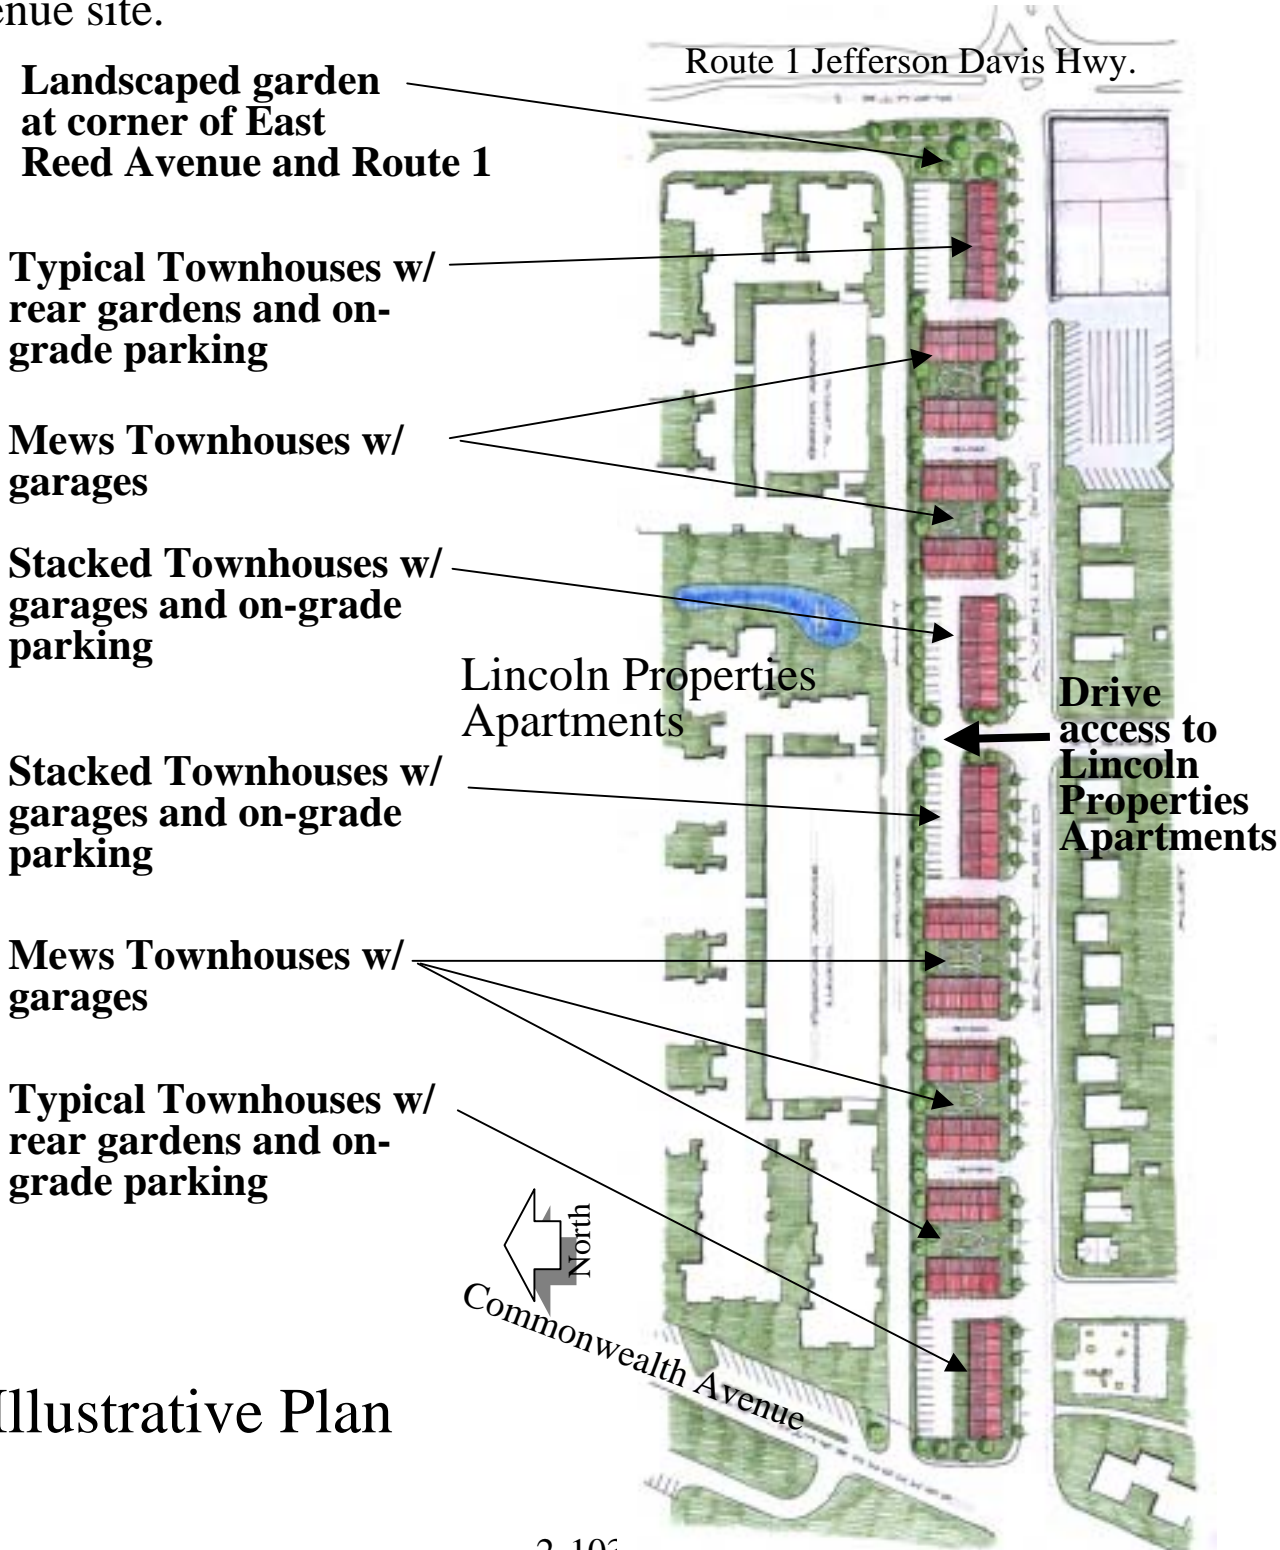 enue site.
Route 1 Jefferson Davis Hwy.
Landscaped garden
at corner of East
Reed Avenue and Route 1
Typical Townhouses w/
rear gardens and on-
grade parking
Mews Townhouses w/
garages
Stacked Townhouses w/
garages and on-grade
parking
Lincoln Properties
Apartments
Drive
access to
Lincoln
Properties
Apartments
Stacked Townhouses w/
garages and on-grade
parking
Mews Townhouses w/
garages
Typical Townhouses w/
rear gardens and on-
grade parking
North
Commonwealth Avenue
Illustrative Plan